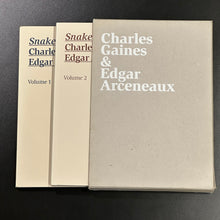 Snake
Charle
Edgar
Volume 1
Snake
Charle
Edgar
Volume 2
Charles
Gaines
& Edgar
Arceneaux